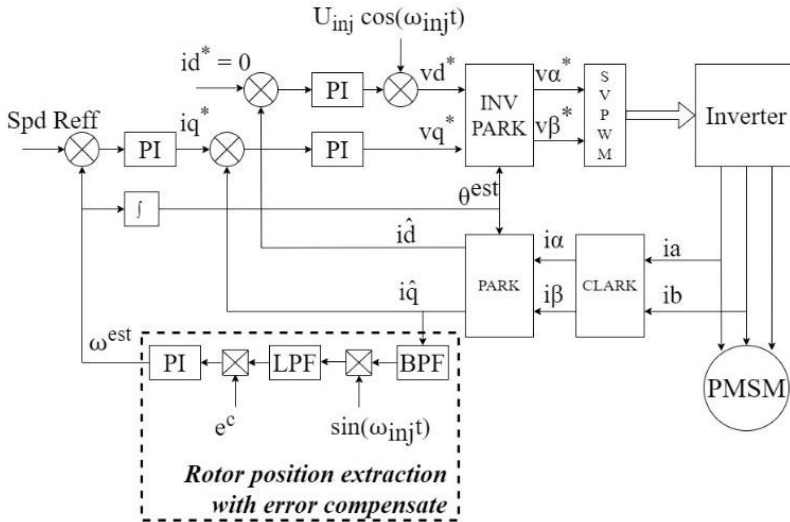 U_inj cos(ω_inj t)
id* = 0
PI
vd*
INV
PARK
vα*
vβ*
S
V
P
W
M
Inverter
Spd Reff
PI
iq*
PI
vq*
∫
θ^est
id̂
iq̂
PARK
iα
iβ
CLARK
ia
ib
PMSM
ω^est
PI
LPF
BPF
e^c
sin(ω_inj t)
Rotor position extraction
with error compensate